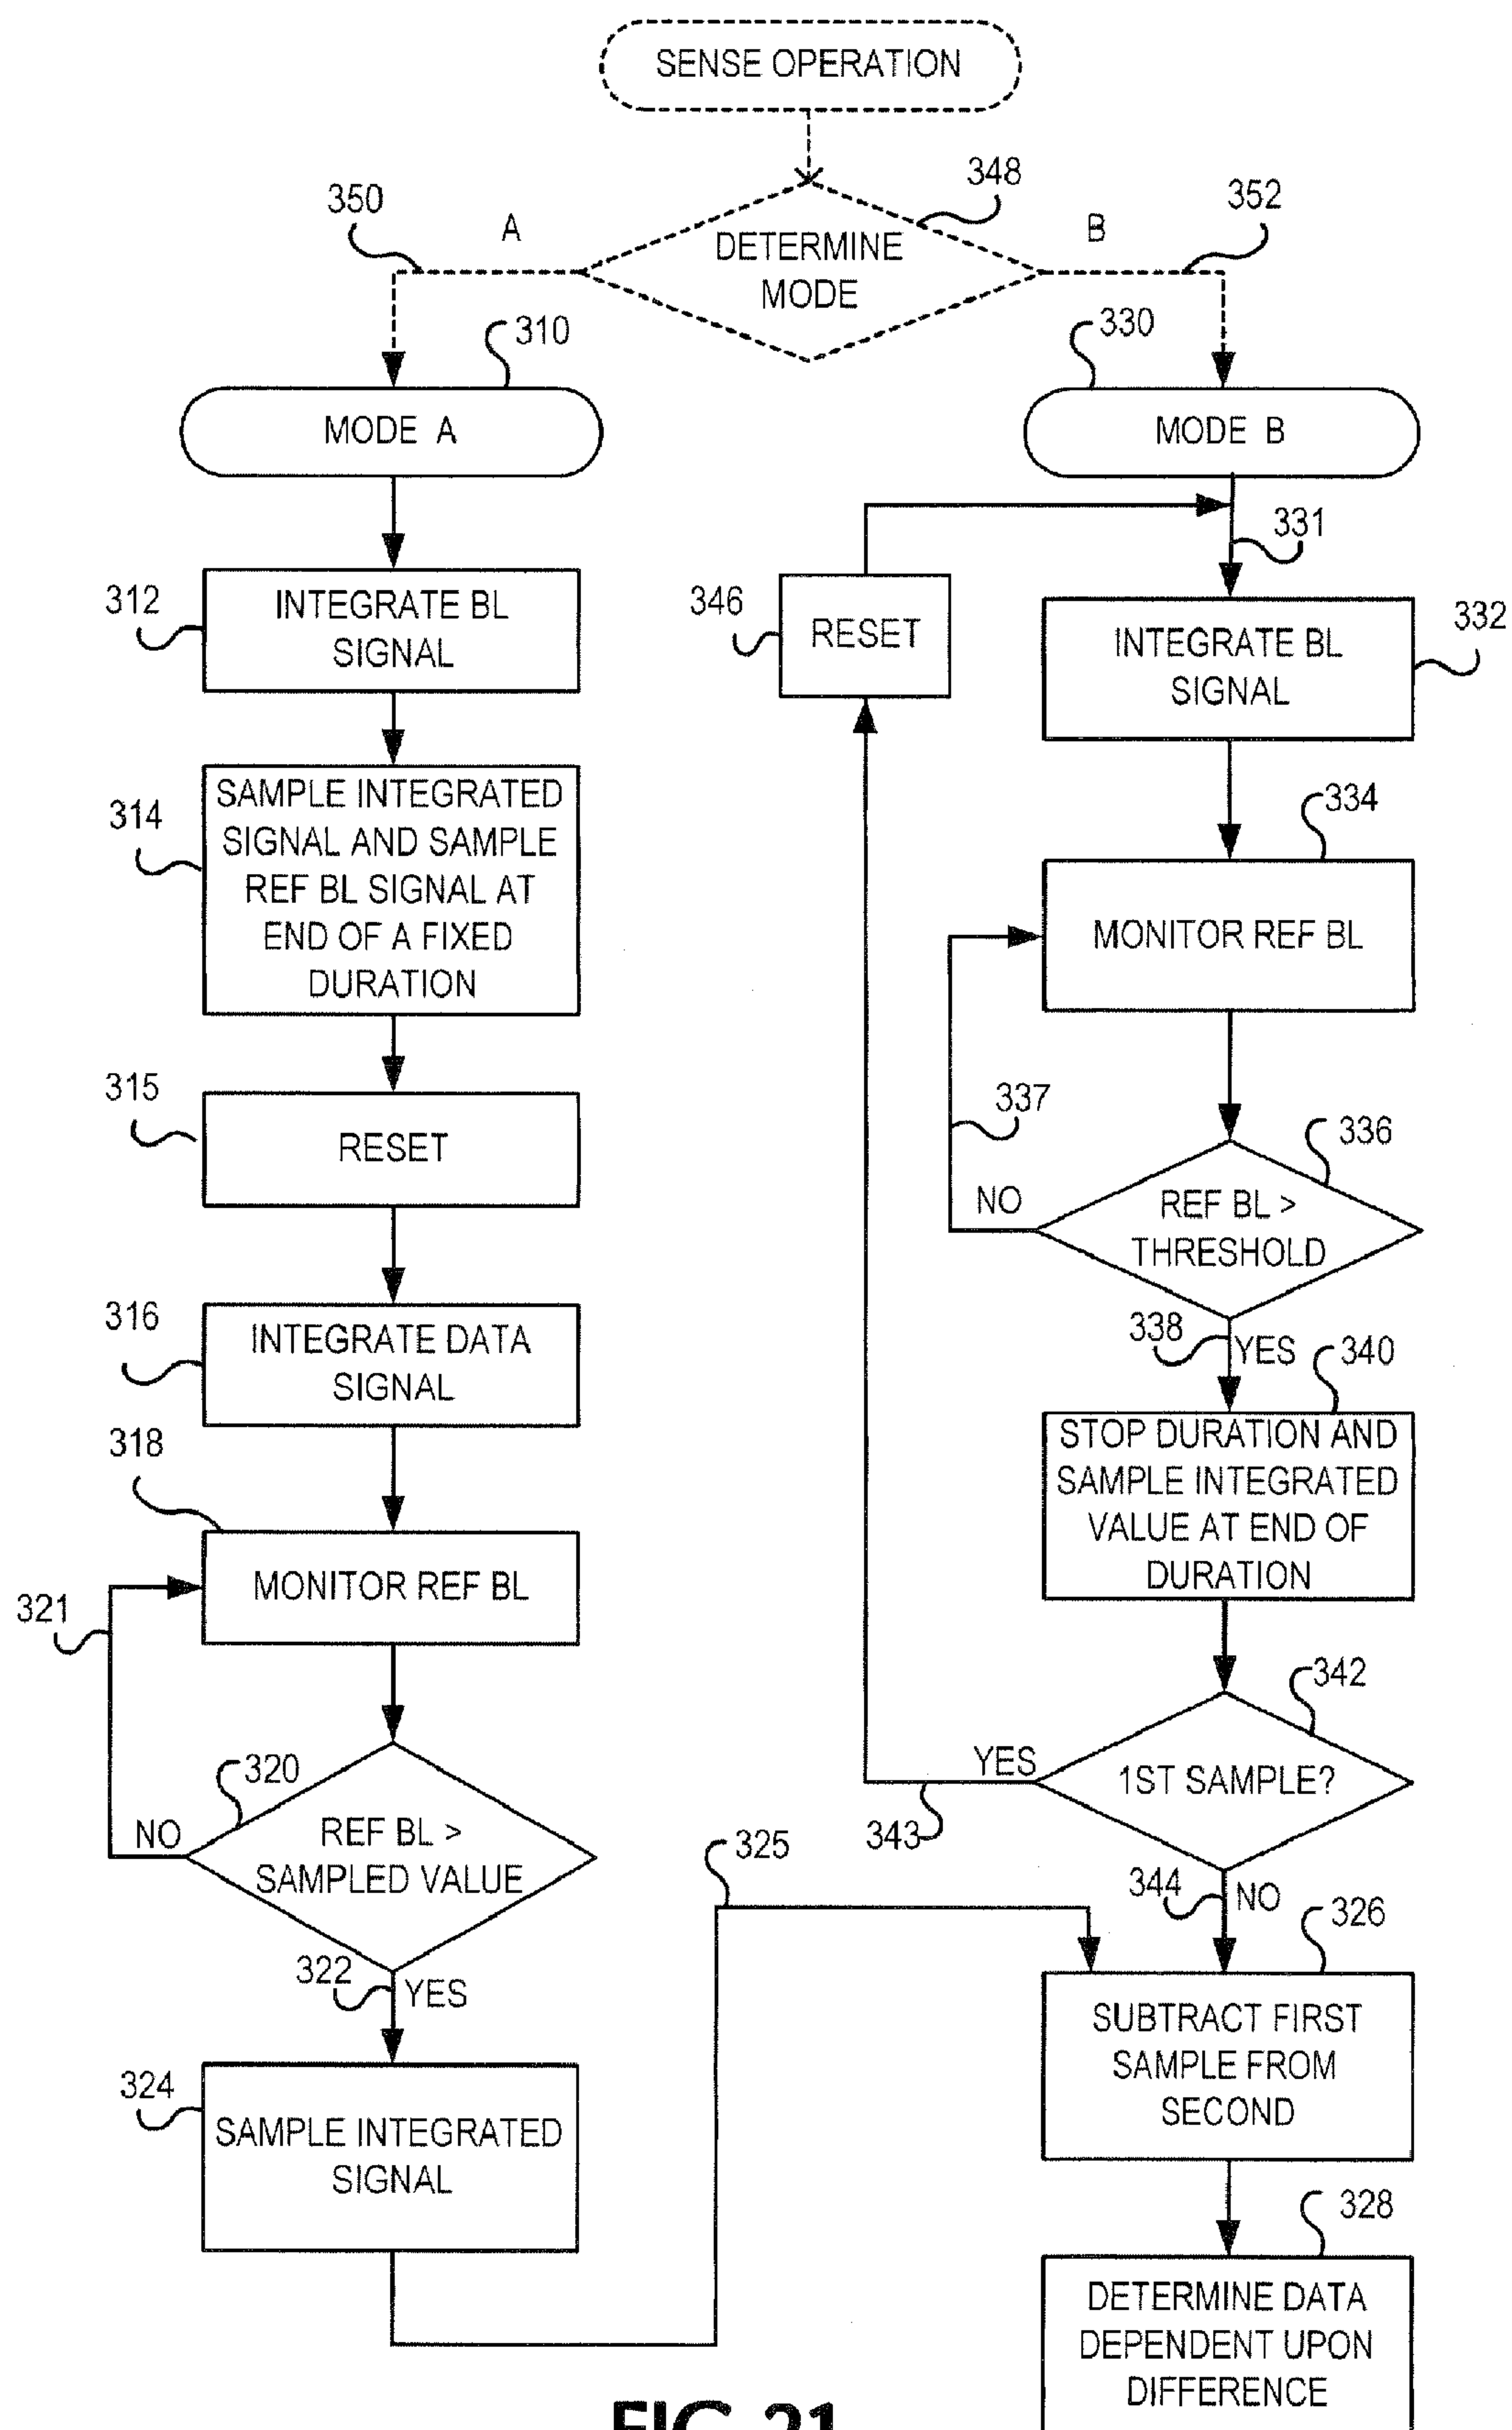 SENSE OPERATION
348
DETERMINE
MODE
350
A
B
352
310
MODE A
312
INTEGRATE BL
SIGNAL
314
SAMPLE INTEGRATED
SIGNAL AND SAMPLE
REF BL SIGNAL AT
END OF A FIXED
DURATION
315
RESET
316
INTEGRATE DATA
SIGNAL
318
MONITOR REF BL
321
320
NO
REF BL >
SAMPLED VALUE
322
YES
324
SAMPLE INTEGRATED
SIGNAL
325
330
MODE B
331
346
RESET
332
INTEGRATE BL
SIGNAL
334
MONITOR REF BL
337
336
NO
REF BL >
THRESHOLD
338
YES
340
STOP DURATION AND
SAMPLE INTEGRATED
VALUE AT END OF
DURATION
342
YES
1ST SAMPLE?
343
344
NO
326
SUBTRACT FIRST
SAMPLE FROM
SECOND
328
DETERMINE DATA
DEPENDENT UPON
DIFFERENCE
FIG 21